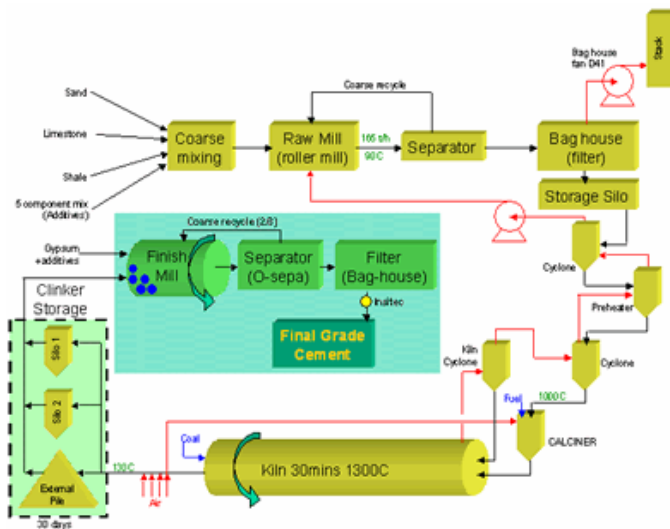 Bag house
fan D41
Stack
Coarse recycle
Sand
Limestone
Shale
5 component mix
(Additives)
Coarse
mixing
Raw Mill
(roller mill)
90C
Separator
Bag house
(filter)
Storage Silo
Coarse recycle (2.8)
Gypsum
+additives
Finish
Mill
Separator
(O-sepa)
Filter
(Bag-house)
Cyclone
Preheater
Clinker
Storage
Final Grade
Cement
Silo 1
Silo 2
Kiln
Cyclone
Cyclone
1000C
Fuel
CALCINER
Coal
Kiln 30mins 1300C
130C
Air
External
Pile
30 days